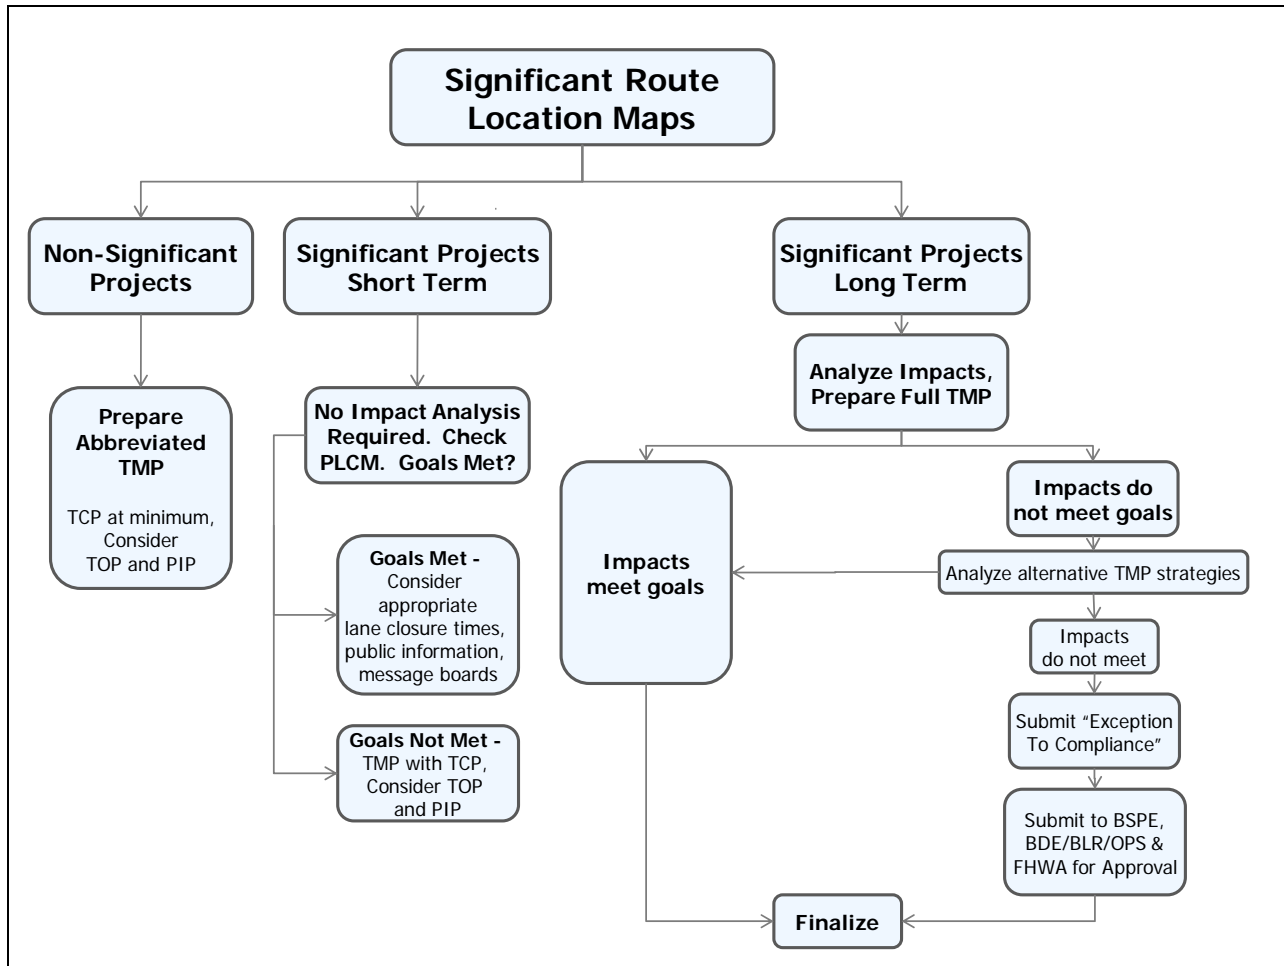 Significant Route
Location Maps
Non-Significant
Projects
Significant Projects
Short Term
Significant Projects
Long Term
Prepare
Abbreviated
TMP
TCP at minimum,
Consider
TOP and PIP
No Impact Analysis
Required.  Check
PLCM.  Goals Met?
Goals Met -
Consider
appropriate
lane closure times,
public information,
message boards
Goals Not Met -
TMP with TCP,
Consider TOP
and PIP
Analyze Impacts,
Prepare Full TMP
Impacts
meet goals
Impacts do
not meet goals
Analyze alternative TMP strategies
Impacts
do not meet
Submit “Exception
To Compliance”
Submit to BSPE,
BDE/BLR/OPS &
FHWA for Approval
Finalize